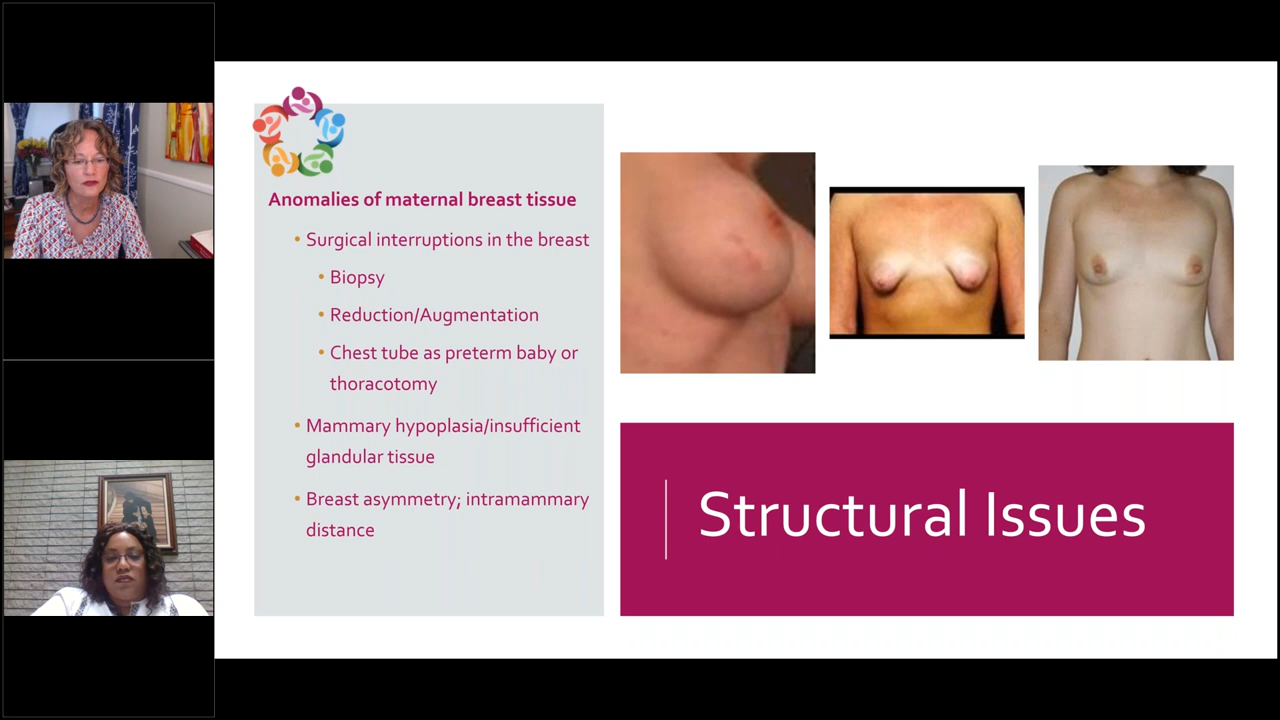 Anomalies of maternal breast tissue
• Surgical interruptions in the breast
• Biopsy
• Reduction/Augmentation
• Chest tube as preterm baby or
thoracotomy
• Mammary hypoplasia/insufficient
glandular tissue
• Breast asymmetry; intramammary
distance
Structural Issues